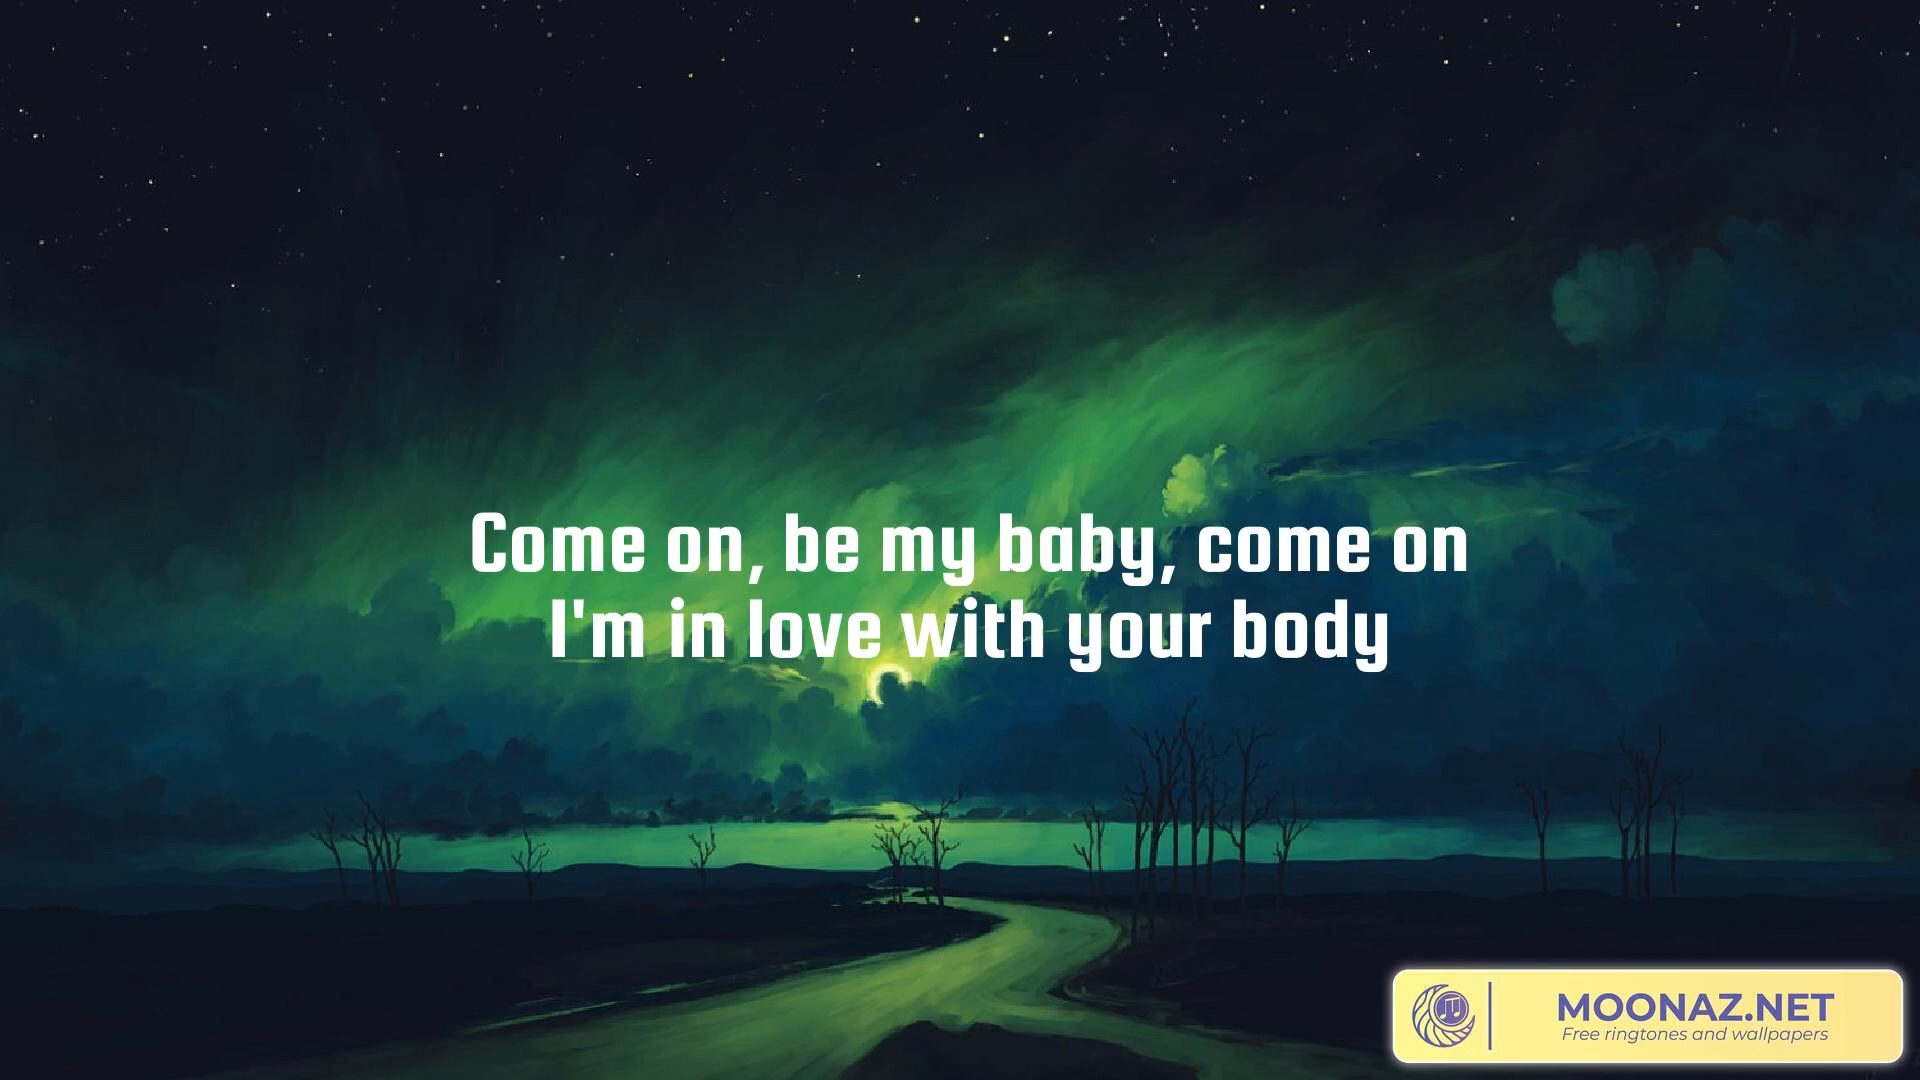 Come on, be my baby, come on
I'm in love with your body
MOONAZ.NET
Free ringtones and wallpapers